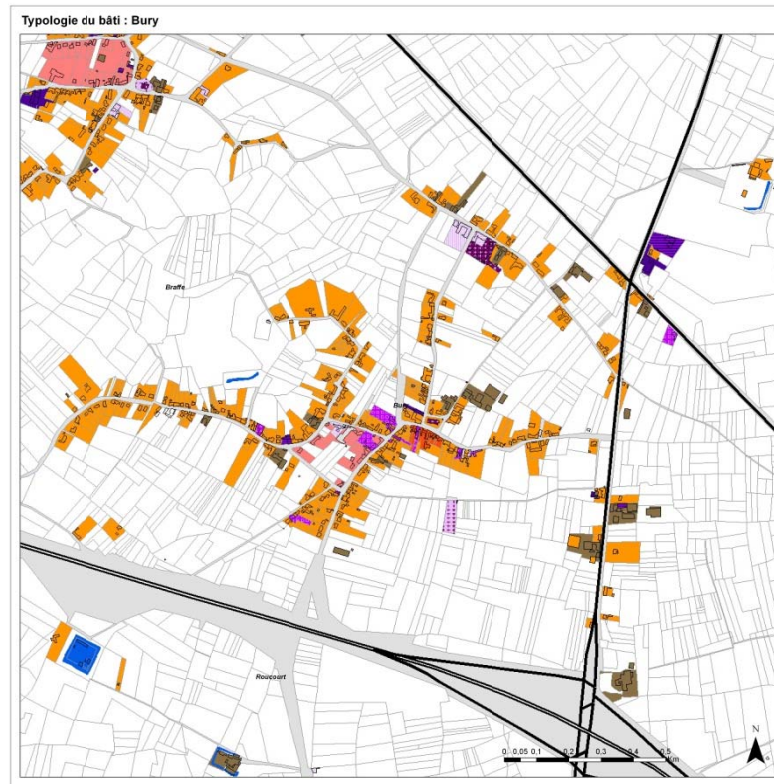 Typologie du bâti : Bury
Braffe
Bury
Roucourt
N
0 0,05 0,1 0,2 0,3 0,4 0,5
Km